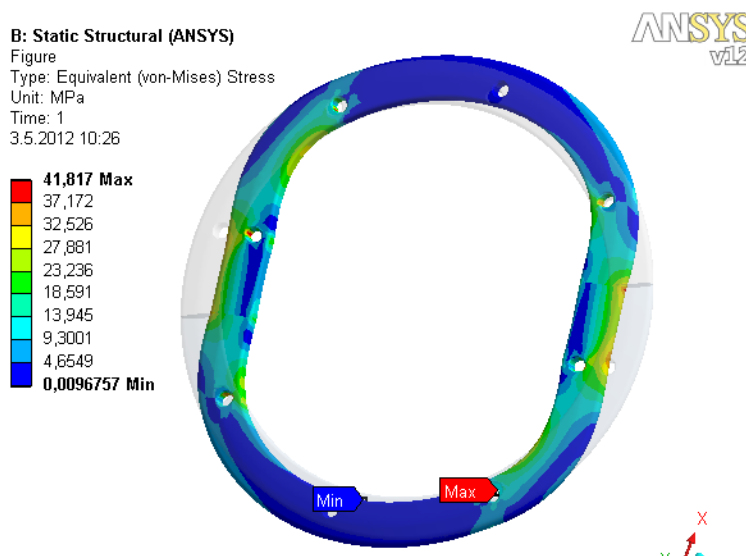 B: Static Structural (ANSYS)
Figure
Type: Equivalent (von-Mises) Stress
Unit: MPa
Time: 1
3.5.2012 10:26
ANSYS
v12
41,817 Max
37,172
32,526
27,881
23,236
18,591
13,945
9,3001
4,6549
0,0096757 Min
Min
Max
X